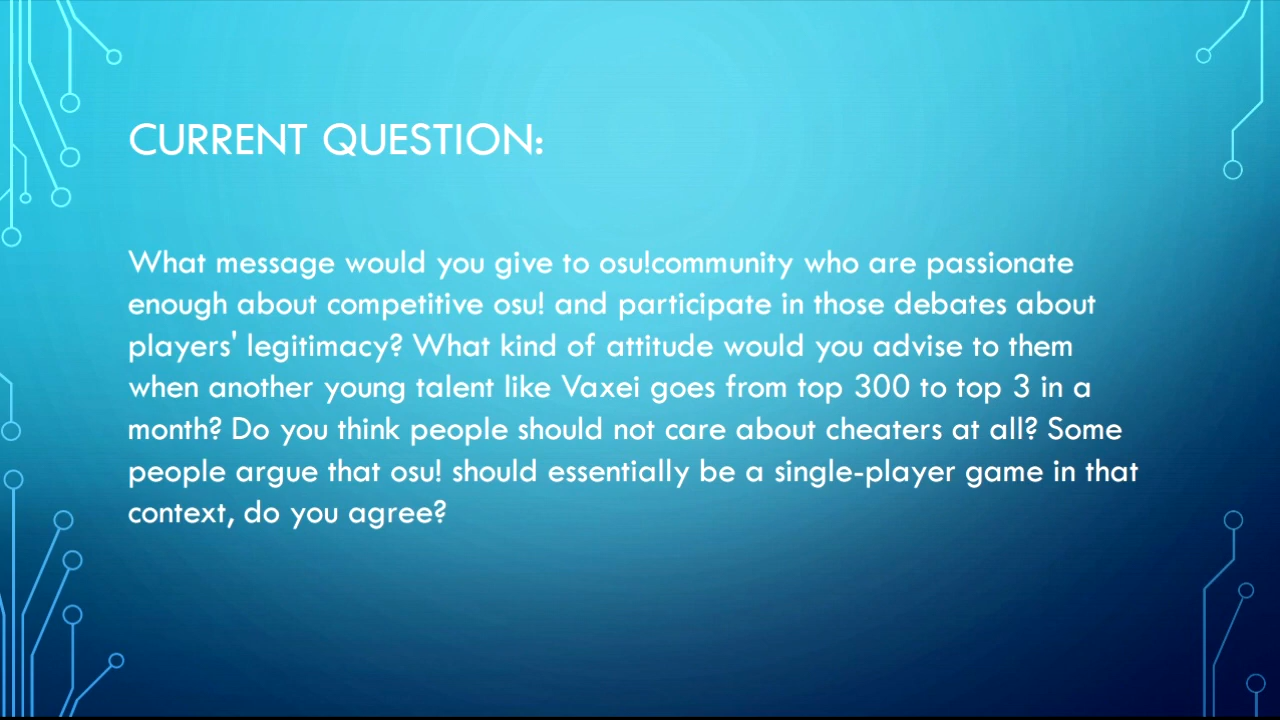 CURRENT QUESTION:
What message would you give to osu!community who are passionate
enough about competitive osu! and participate in those debates about
players' legitimacy? What kind of attitude would you advise to them
when another young talent like Vaxei goes from top 300 to top 3 in a
month? Do you think people should not care about cheaters at all? Some
people argue that osu! should essentially be a single-player game in that
context, do you agree?